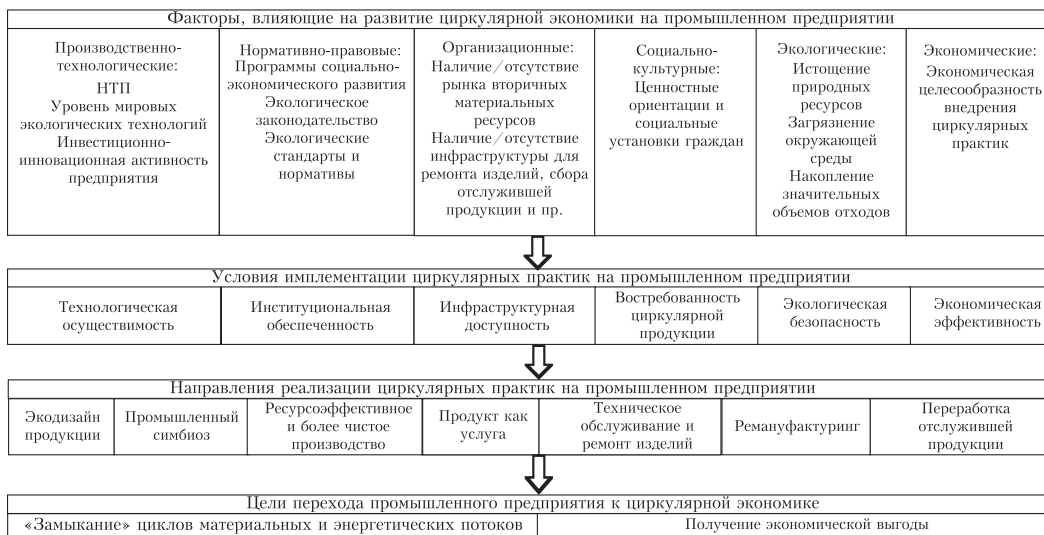 Факторы, влияющие на развитие циркулярной экономики на промышленном предприятии
Производственно-
технологические:
НТП
Уровень мировых
экологических технологий
Инвестиционно-
инновационная активность
предприятия
Нормативно-правовые:
Программы социально-
экономического развития
Экологическое
законодательство
Экологические
стандарты и
нормативы
Организационные:
Наличие/отсутствие
рынка вторичных
материальных
ресурсов
Наличие/отсутствие
инфраструктуры для
ремонта изделий, сбора
отслужившей
продукции и пр.
Социально-
культурные:
Ценностные
ориентации и
социальные
установки граждан
Экологические:
Истощение
природных
ресурсов
Загрязнение
окружающей
среды
Накопление
значительных
объемов отходов
Экономические:
Экономическая
целесообразность
внедрения
циркулярных
практик
Условия имплементации циркулярных практик на промышленном предприятии
Технологическая
осуществимость
Институциональная
обеспеченность
Инфраструктурная
доступность
Востребованность
циркулярной
продукции
Экологическая
безопасность
Экономическая
эффективность
Направления реализации циркулярных практик на промышленном предприятии
Экодизайн
продукции
Промышленный
симбиоз
Ресурсоэффективное
и более чистое
производство
Продукт как
услуга
Техническое
обслуживание и
ремонт изделий
Ремануфактуринг
Переработка
отслужившей
продукции
Цели перехода промышленного предприятия к циркулярной экономике
«Замыкание» циклов материальных и энергетических потоков
Получение экономической выгоды